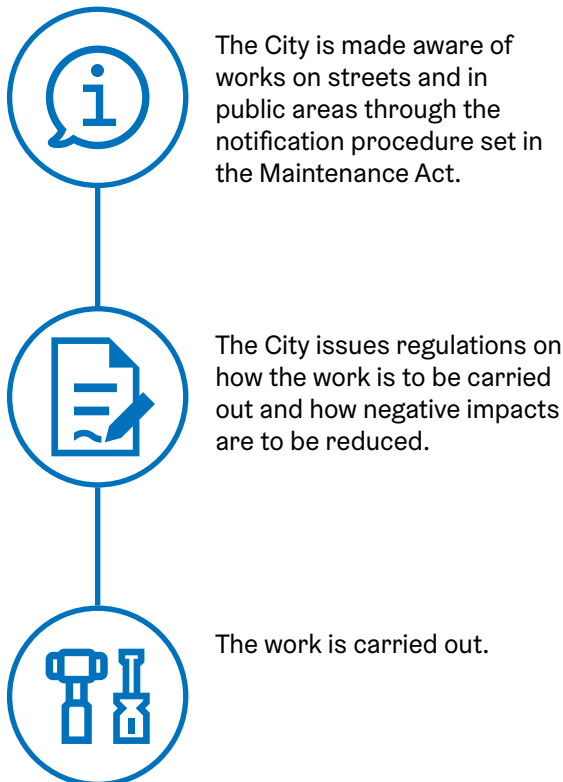 The City is made aware of
works on streets and in
public areas through the
notification procedure set in
the Maintenance Act.
The City issues regulations on
how the work is to be carried
out and how negative impacts
are to be reduced.
The work is carried out.